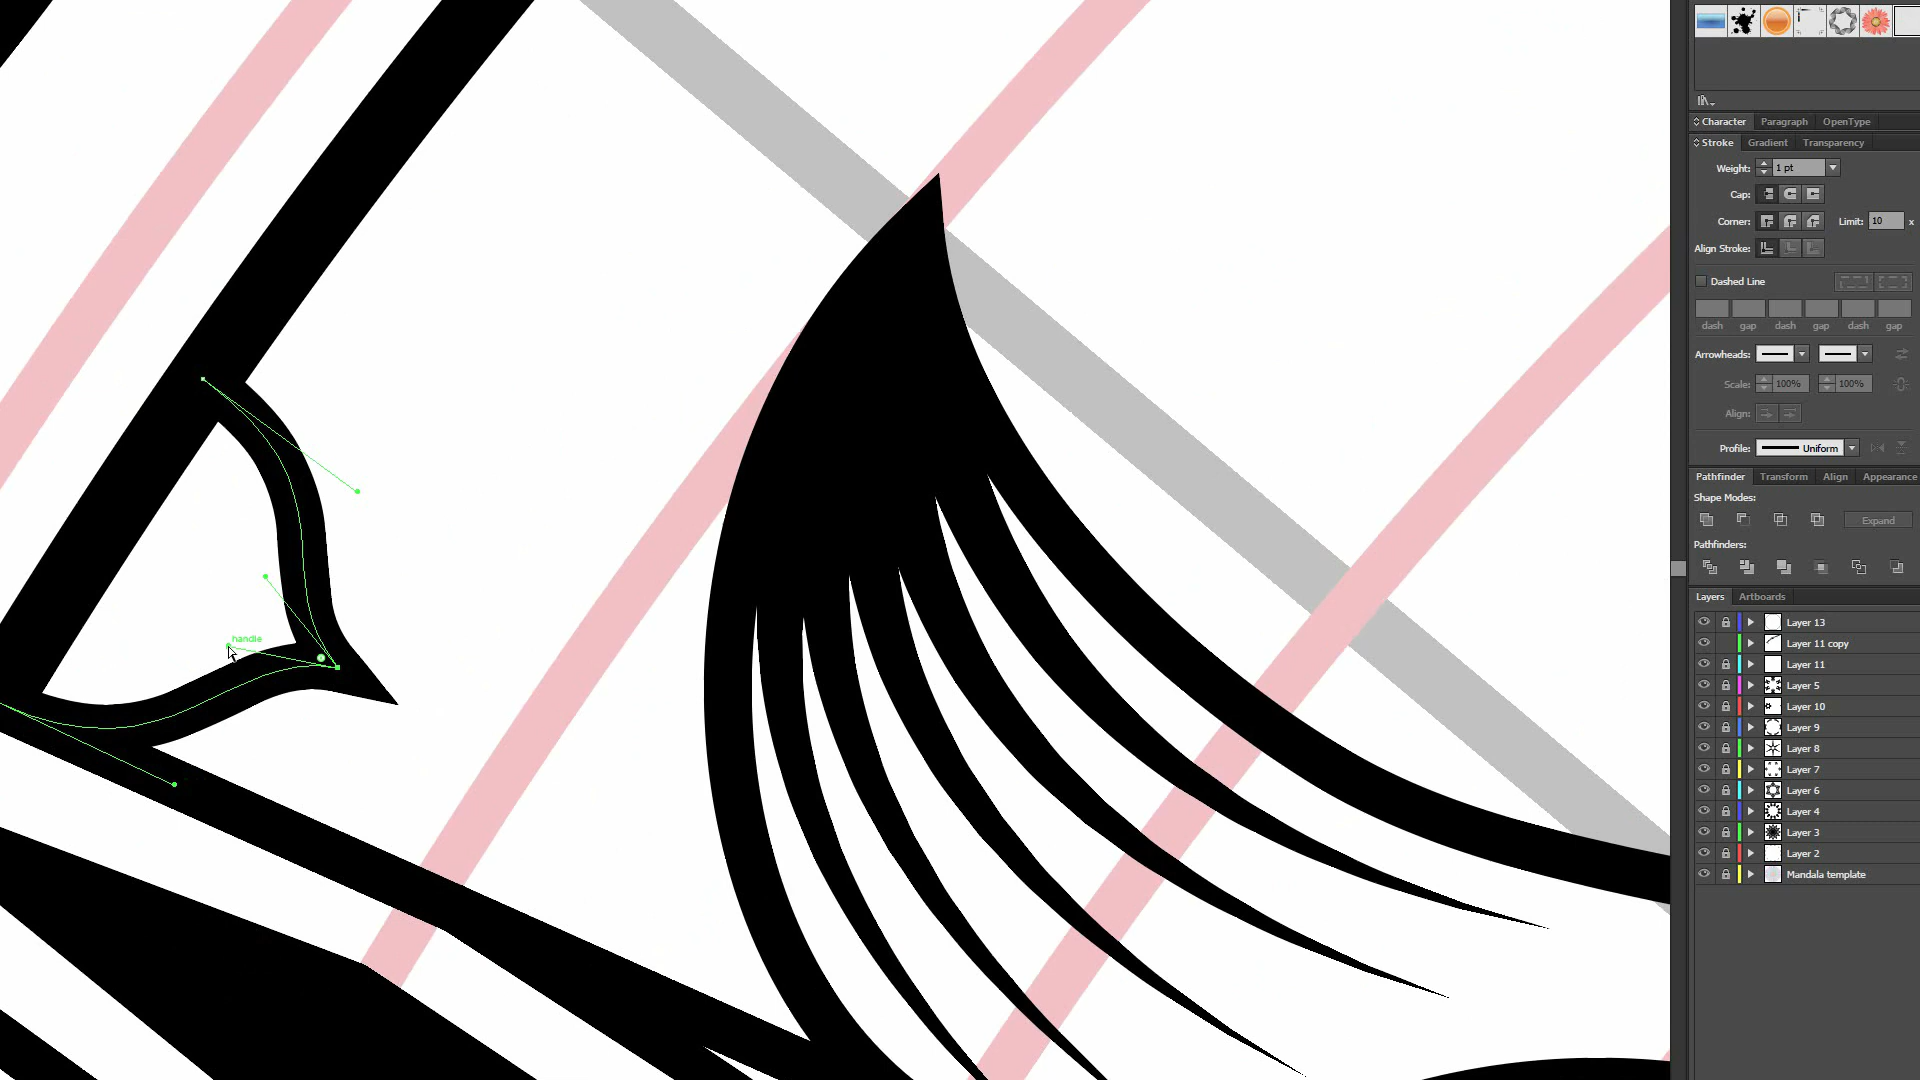 Character Paragraph OpenType
Stroke Gradient Transparency
Weight: 1 pt
Cap:
Corner: Limit: 10 x
Align Stroke:
Dashed Line
dash gap dash gap dash gap
Arrowheads:
Scale: 100% 100%
Align:
Profile: Uniform
Pathfinder Transform Align Appearance
Shape Modes:
Expand
Pathfinders:
Layers Artboards
Layer 13
handle
Layer 11 copy
Layer 11
Layer 5
Layer 10
Layer 9
Layer 8
Layer 7
Layer 6
Layer 4
Layer 3
Layer 2
Mandala template